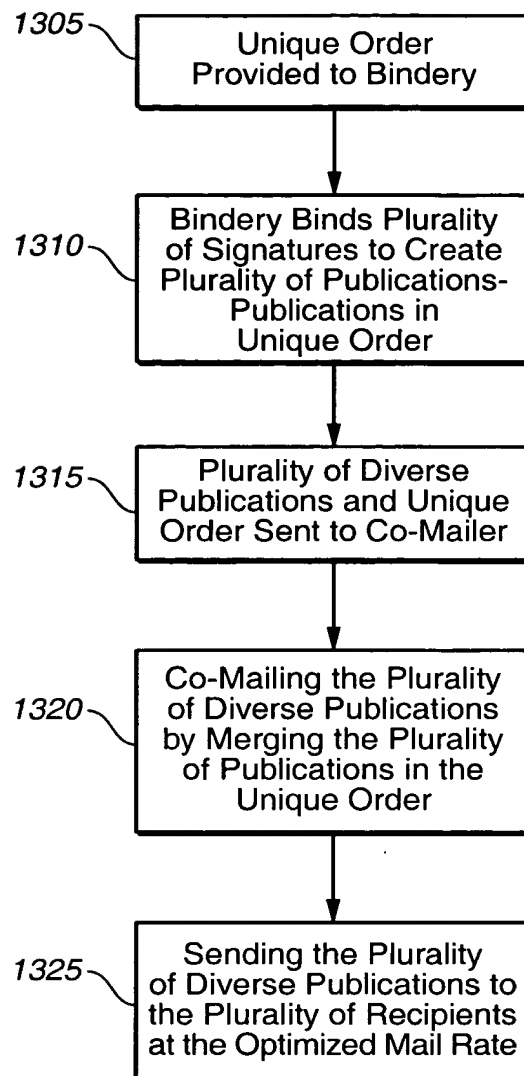 1305
Unique Order
Provided to Bindery
1310
Bindery Binds Plurality
of Signatures to Create
Plurality of Publications-
Publications in
Unique Order
1315
Plurality of Diverse
Publications and Unique
Order Sent to Co-Mailer
1320
Co-Mailing the Plurality
of Diverse Publications
by Merging the Plurality
of Publications in the
Unique Order
1325
Sending the Plurality
of Diverse Publications to
the Plurality of Recipients
at the Optimized Mail Rate